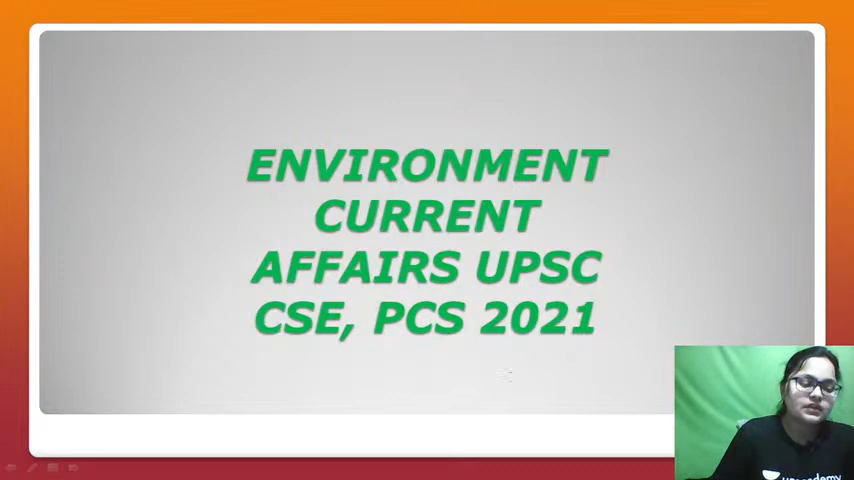 ENVIRONMENT
CURRENT
AFFAIRS UPSC
CSE, PCS 2021